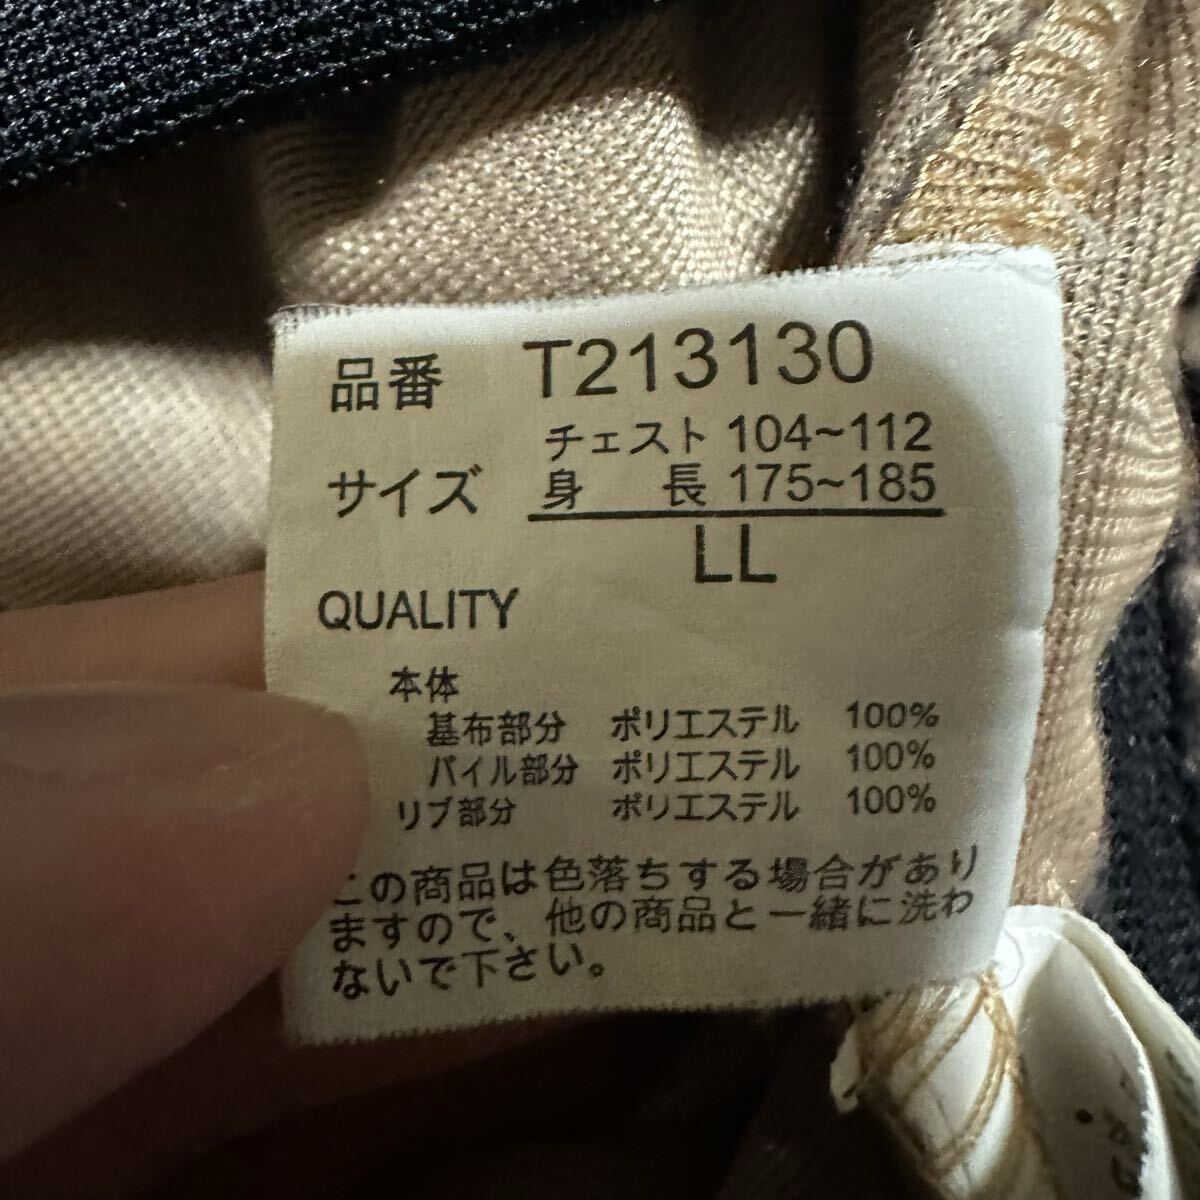 品番 T213130
チェスト 104~112
サイズ 身 長 175~185
LL
QUALITY
本体
基布部分 ポリエステル 100%
パイル部分 ポリエステル 100%
リブ部分 ポリエステル 100%
この商品は色落ちする場合があり
ますので、他の商品と一緒に洗わ
ないで下さい。